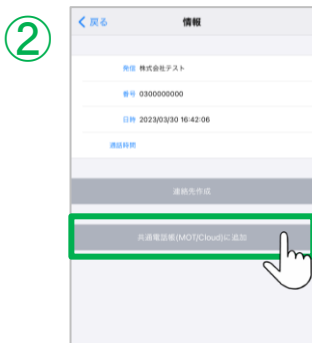 ②
戻る 情報
発信 株式会社テスト
番号 0300000000
日時 2023/03/30 16:42:06
通話時間
連絡先作成
共通電話帳(MOT/Cloud)に追加